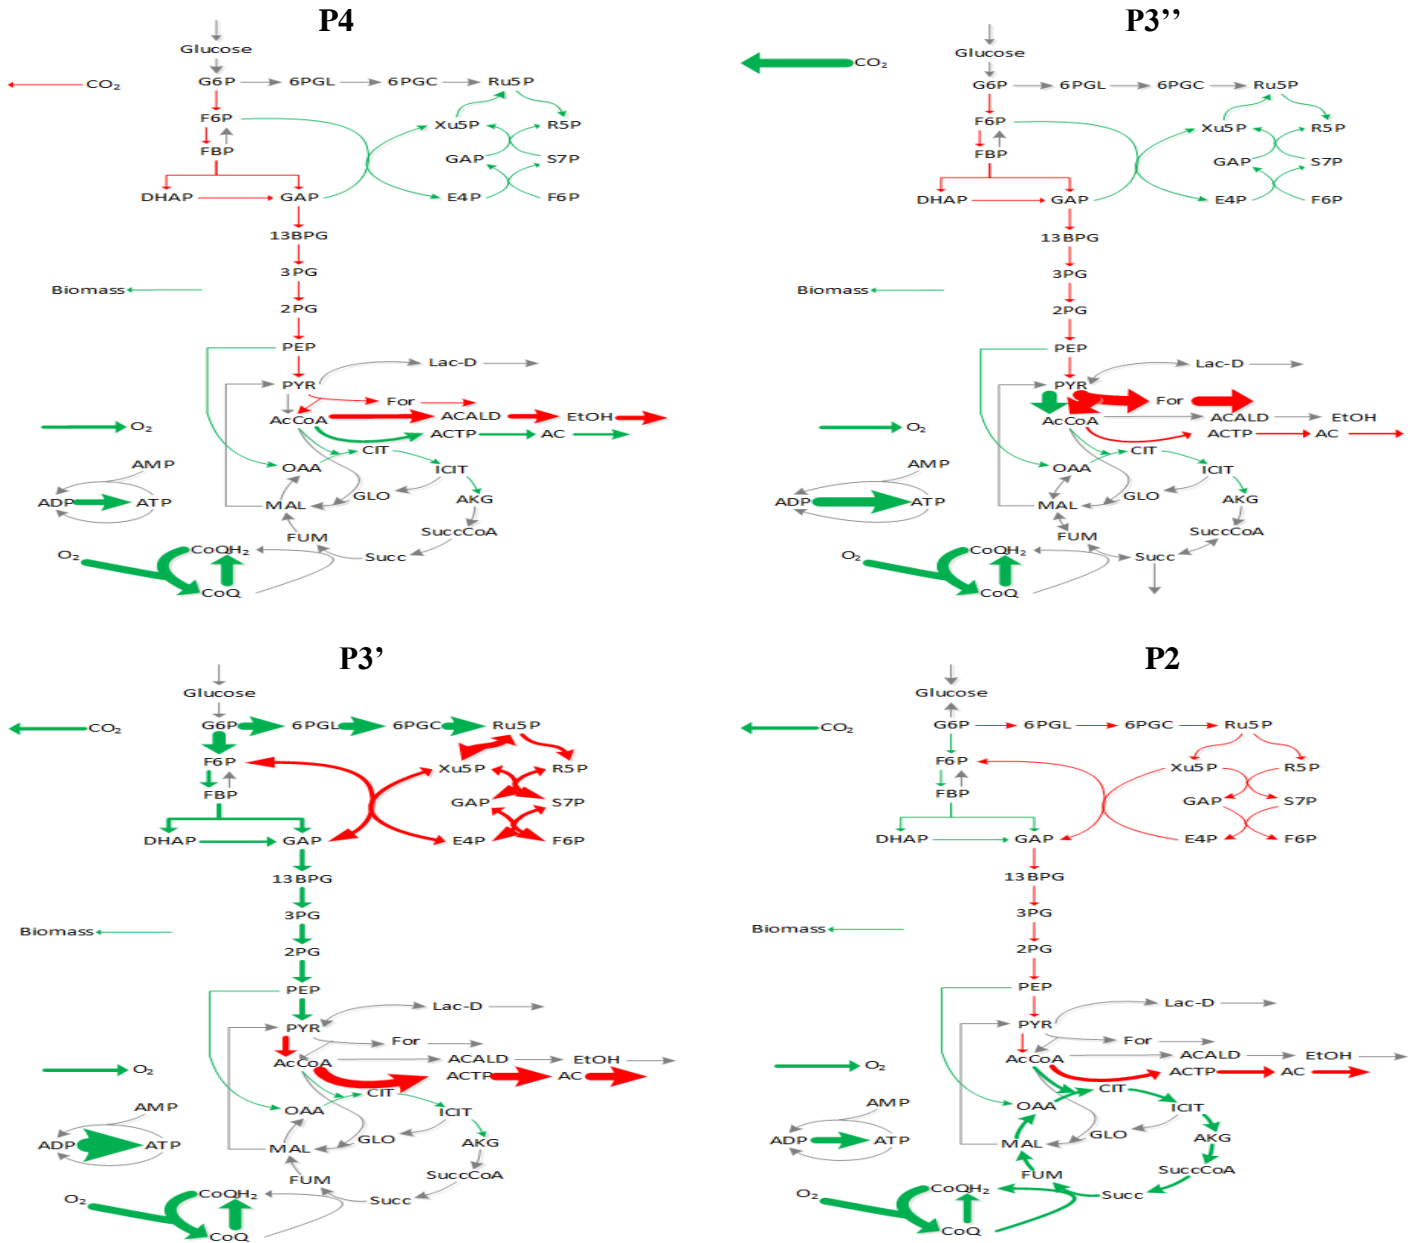 P4
Glucose
CO₂
G6P 6PGL 6PGC Ru5P
F6P
Xu5P R5P
FBP
GAP S7P
DHAP GAP E4P F6P
13BPG
3PG
Biomass
2PG
PEP
Lac-D
PYR
For
AcCoA ACALD EtOH
O₂
ACTP AC
CIT
AMP OAA ICIT
ADP ATP
GLO AKG
MAL
FUM SuccCoA
O₂ CoQH₂ Succ
CoQ
P3’’
Glucose
CO₂
G6P 6PGL 6PGC Ru5P
F6P
Xu5P R5P
FBP
GAP S7P
DHAP GAP E4P F6P
13BPG
3PG
Biomass
2PG
PEP
Lac-D
PYR
For
AcCoA ACALD EtOH
O₂
ACTP AC
CIT
AMP OAA ICIT
ADP ATP
GLO AKG
MAL
FUM SuccCoA
O₂ CoQH₂ Succ
CoQ
P3’
Glucose
CO₂
G6P 6PGL 6PGC Ru5P
F6P
Xu5P R5P
FBP
GAP S7P
DHAP GAP E4P F6P
13BPG
3PG
Biomass
2PG
PEP
Lac-D
PYR
For
AcCoA ACALD EtOH
O₂
ACTP AC
CIT
AMP OAA ICIT
ADP ATP
GLO AKG
MAL
FUM SuccCoA
O₂ CoQH₂ Succ
CoQ
P2
Glucose
CO₂
G6P 6PGL 6PGC Ru5P
F6P
Xu5P R5P
FBP
GAP S7P
DHAP GAP E4P F6P
13BPG
3PG
Biomass
2PG
PEP
Lac-D
PYR
For
AcCoA ACALD EtOH
O₂
ACTP AC
CIT
AMP OAA ICIT
ADP ATP
GLO AKG
MAL
FUM SuccCoA
O₂ CoQH₂ Succ
CoQ